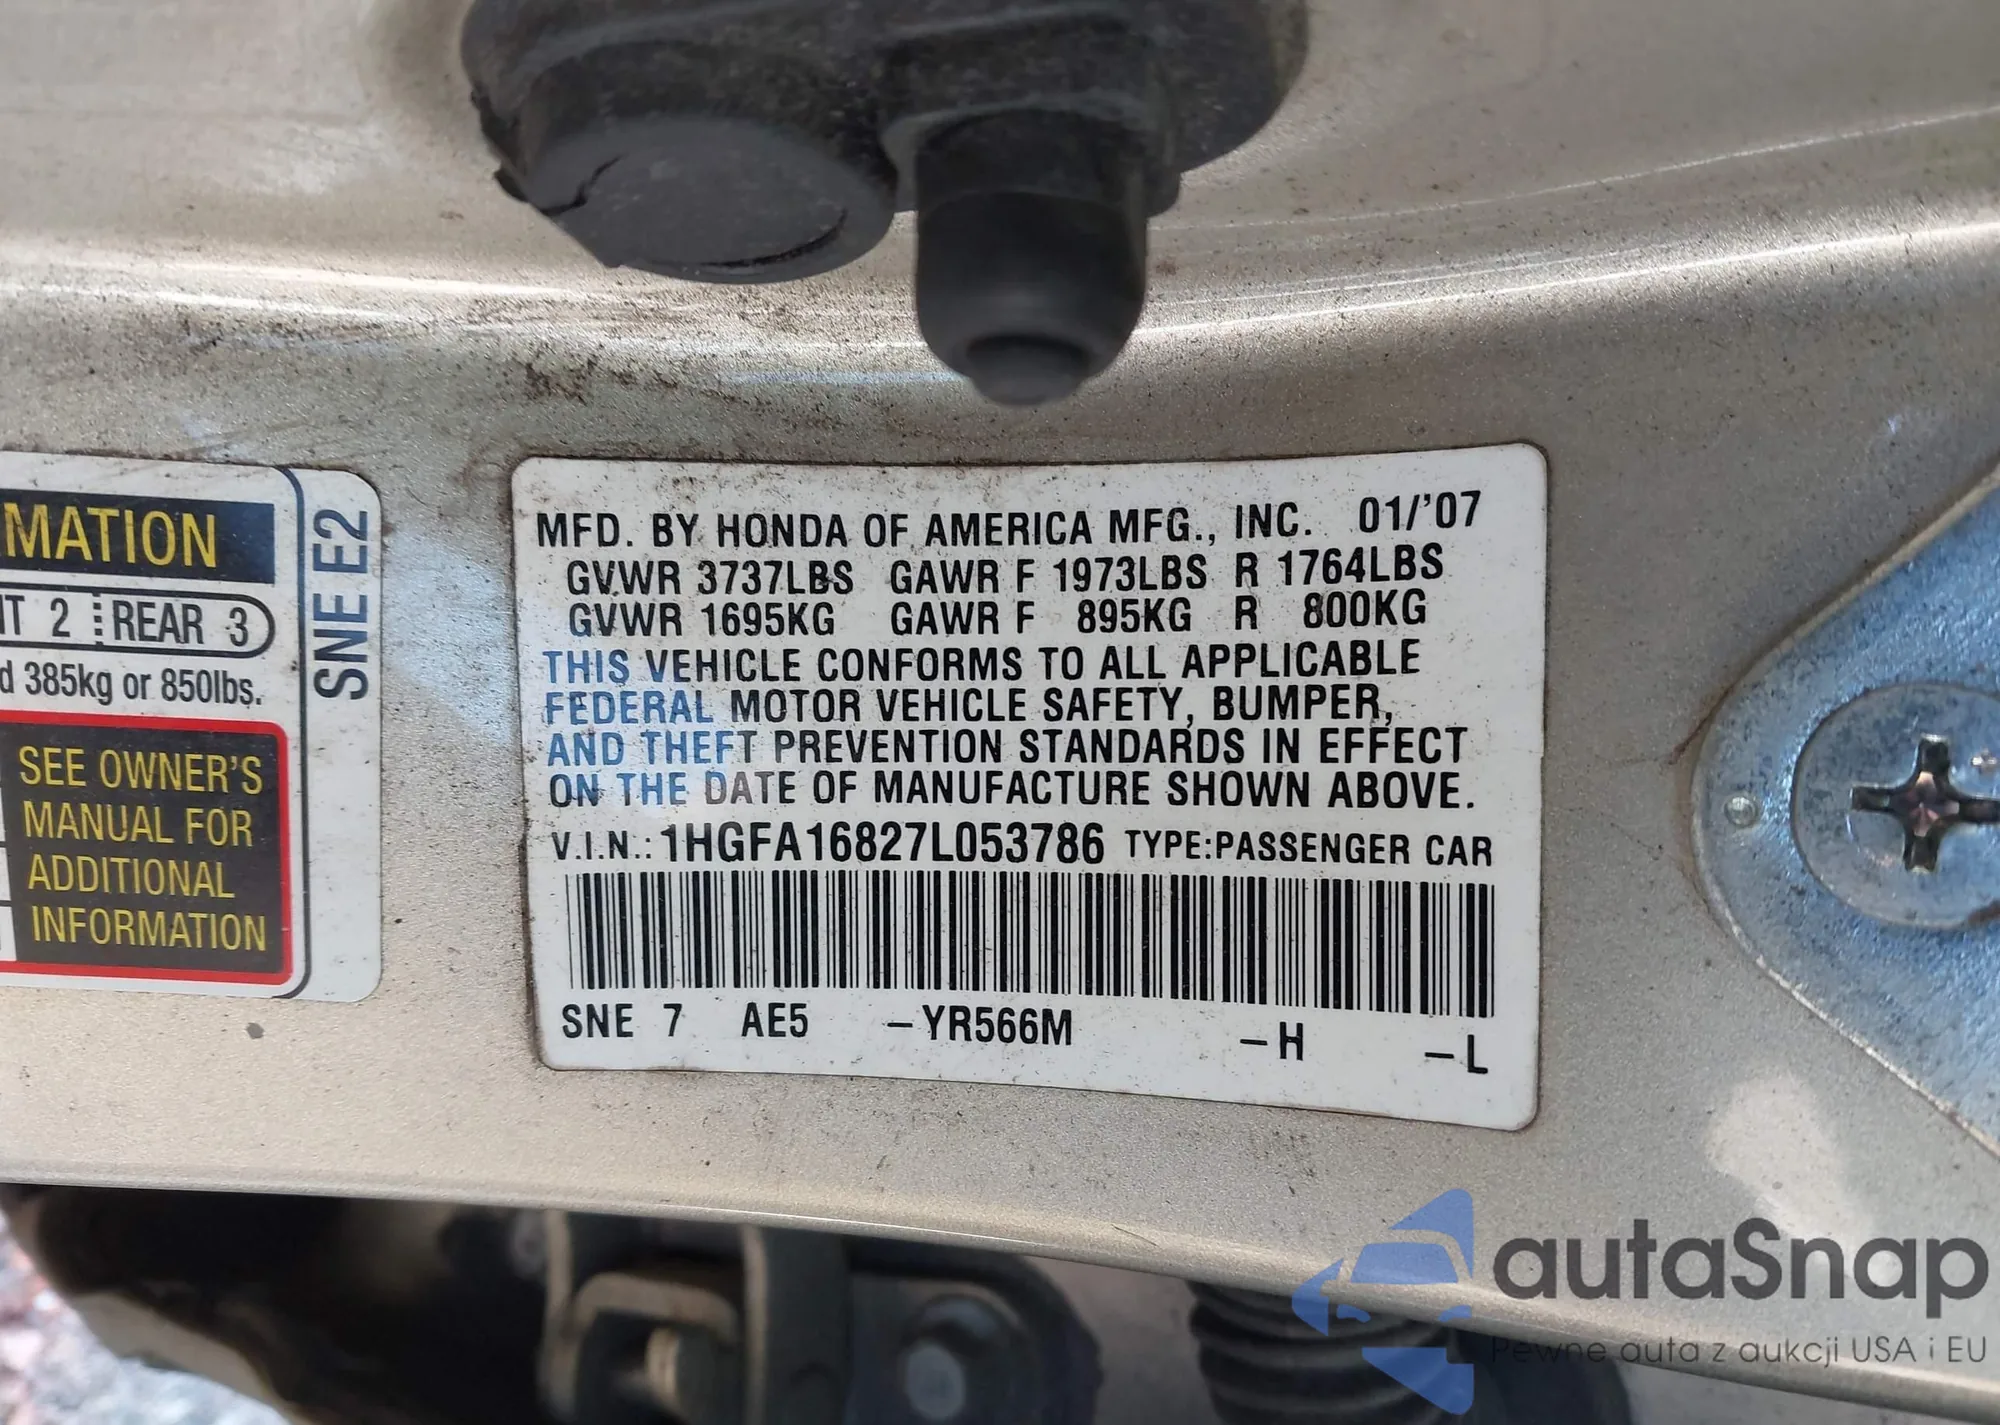 MATION
2 REAR 3
385kg or 850lbs.
SEE OWNER'S
MANUAL FOR
ADDITIONAL
INFORMATION
SNE E2
MFD. BY HONDA OF AMERICA MFG., INC. 01/'07
GVWR 3737LBS GAWR F 1973LBS R 1764LBS
GVWR 1695KG GAWR F 895KG R 800KG
THIS VEHICLE CONFORMS TO ALL APPLICABLE
FEDERAL MOTOR VEHICLE SAFETY, BUMPER,
AND THEFT PREVENTION STANDARDS IN EFFECT
ON THE DATE OF MANUFACTURE SHOWN ABOVE.
V.I.N.: 1HGFA16827L053786 TYPE:PASSENGER CAR
SNE 7 AE5 –YR566M –H –L
autaSnap
Pewne auta z aukcji USA i EU